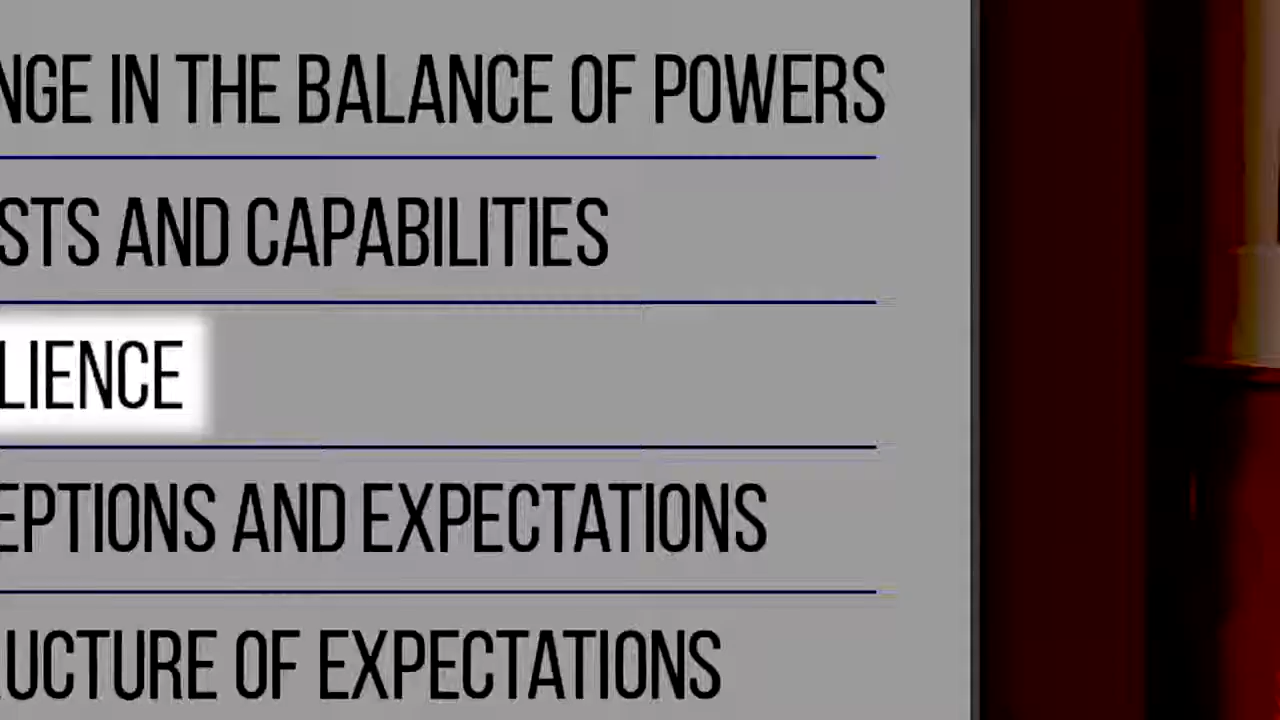 NGE IN THE BALANCE OF POWERS
STS AND CAPABILITIES
LIENCE
EPTIONS AND EXPECTATIONS
UCTURE OF EXPECTATIONS